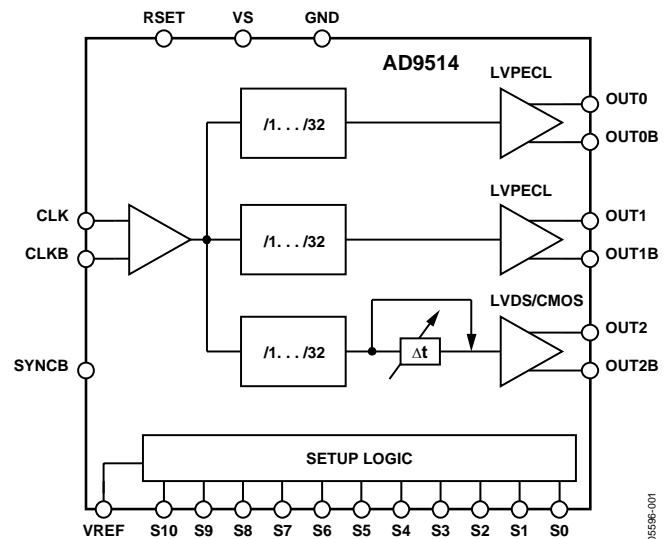 RSET VS GND
AD9514
LVPECL
OUT0
/1. . . /32
OUT0B
LVPECL
CLK
OUT1
/1. . . /32
CLKB
OUT1B
LVDS/CMOS
OUT2
/1. . . /32
Δt
SYNCB
OUT2B
SETUP LOGIC
VREF S10 S9 S8 S7 S6 S5 S4 S3 S2 S1 S0
05596-001